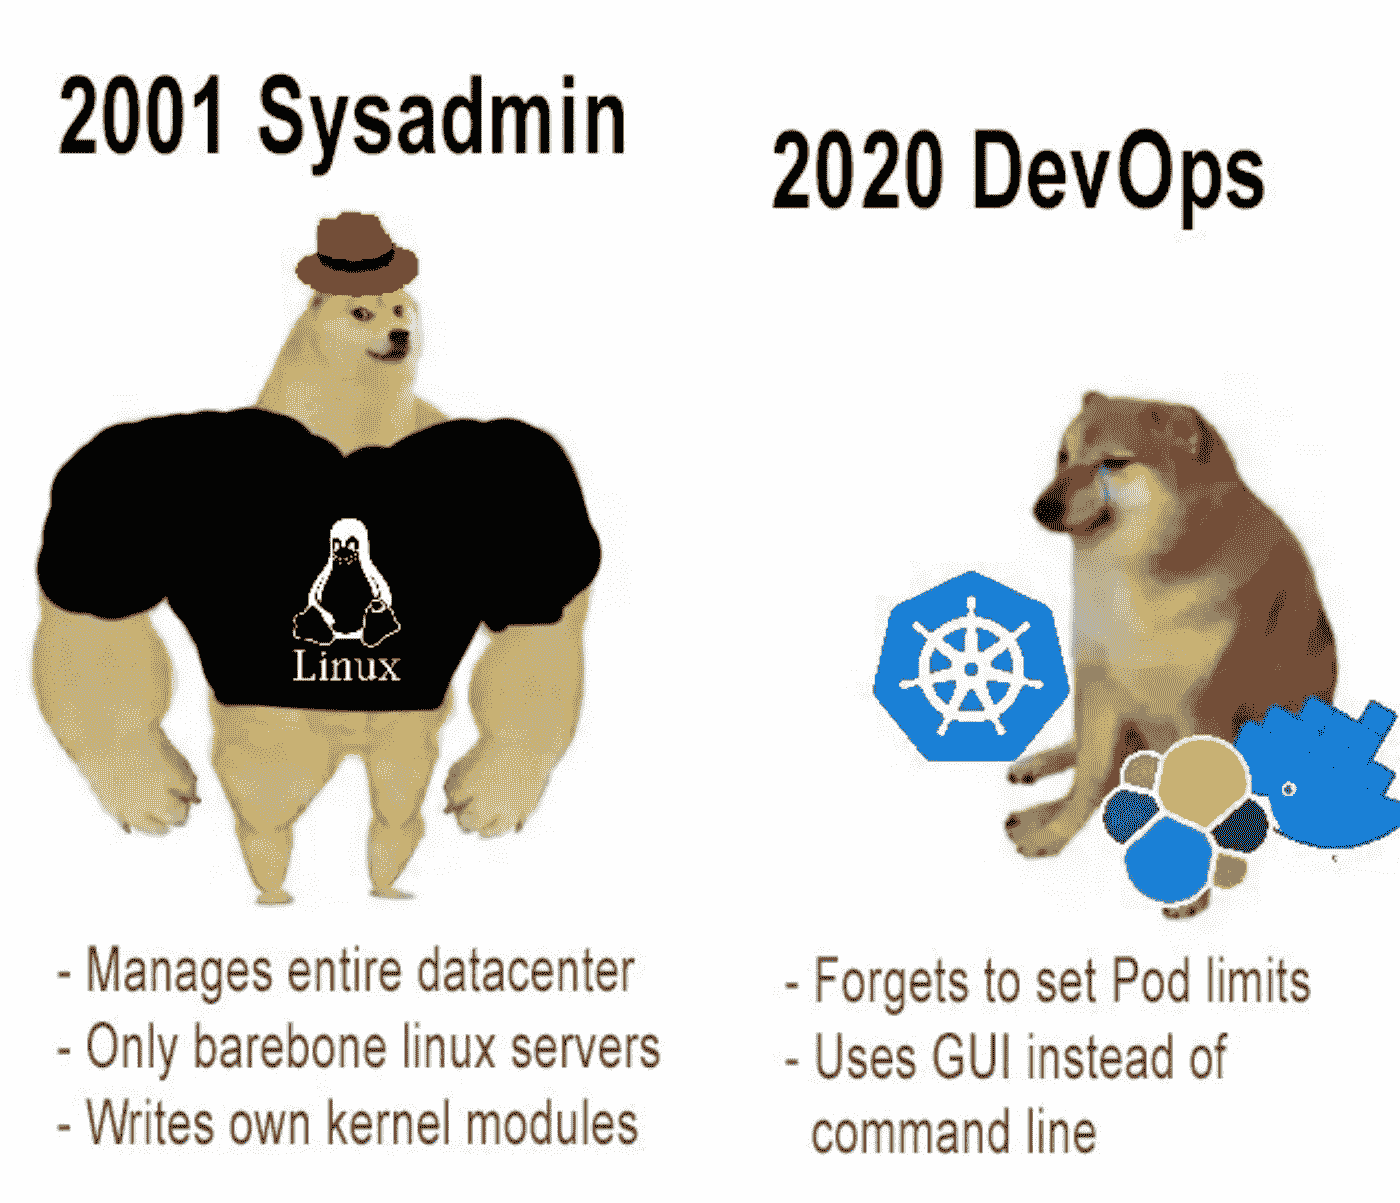 2001 Sysadmin
2020 DevOps
Linux
- Manages entire datacenter
- Only barebone linux servers
- Writes own kernel modules
- Forgets to set Pod limits
- Uses GUI instead of
command line